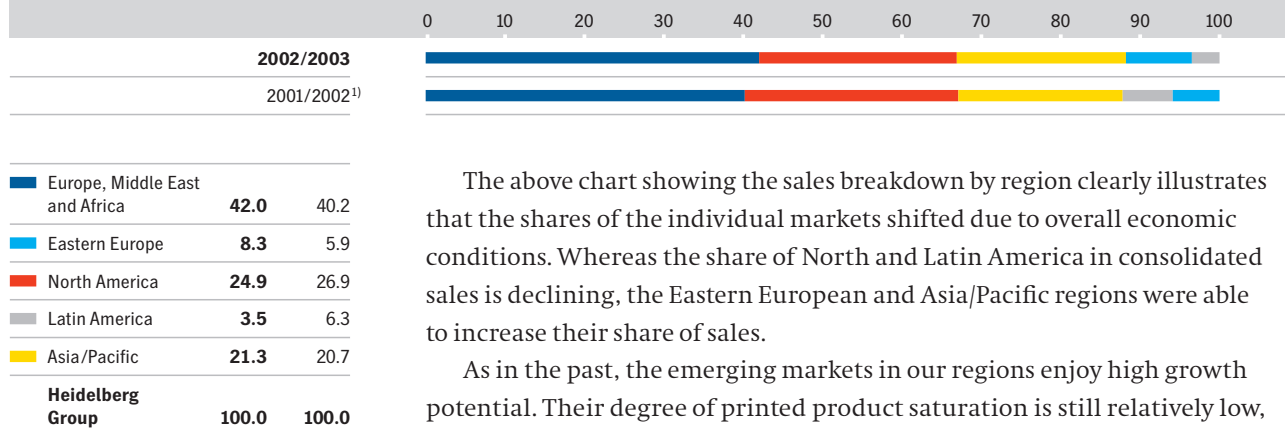 0 10 20 30 40 50 60 70 80 90 100
2002/2003
2001/2002¹⁾
Europe, Middle East
and Africa 42.0 40.2
Eastern Europe 8.3 5.9
North America 24.9 26.9
Latin America 3.5 6.3
Asia/Pacific 21.3 20.7
Heidelberg
Group 100.0 100.0
The above chart showing the sales breakdown by region clearly illustrates
that the shares of the individual markets shifted due to overall economic
conditions. Whereas the share of North and Latin America in consolidated
sales is declining, the Eastern European and Asia/Pacific regions were able
to increase their share of sales.
As in the past, the emerging markets in our regions enjoy high growth
potential. Their degree of printed product saturation is still relatively low,